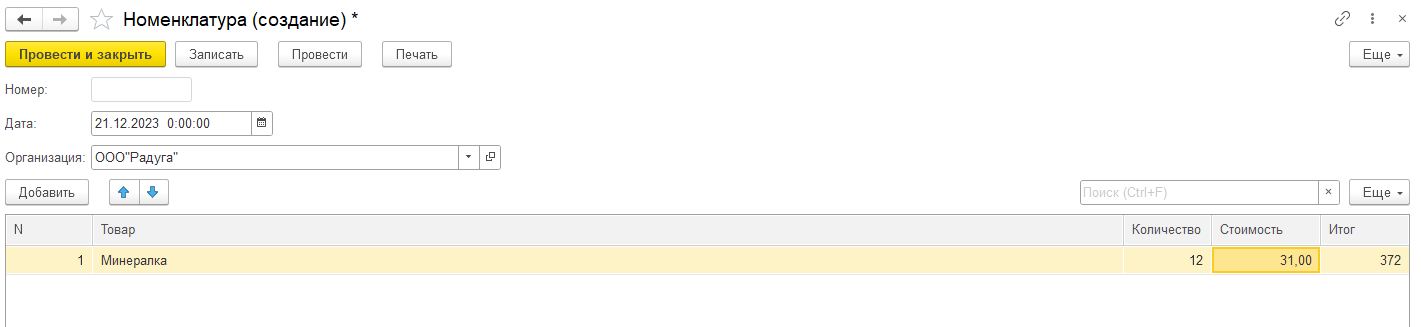 Номенклатура (создание) *
Провести и закрыть Записать Провести Печать Еще
Номер:
Дата: 21.12.2023 0:00:00
Организация: ООО"Радуга"
Добавить Поиск (Ctrl+F) × Еще
N Товар Количество Стоимость Итог
1 Минералка 12 31,00 372